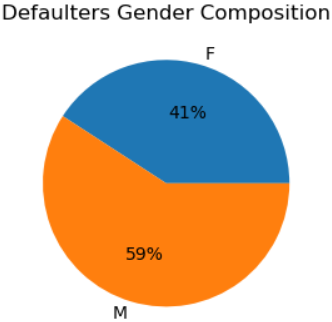 Defaulters Gender Composition
F
41%
59%
M